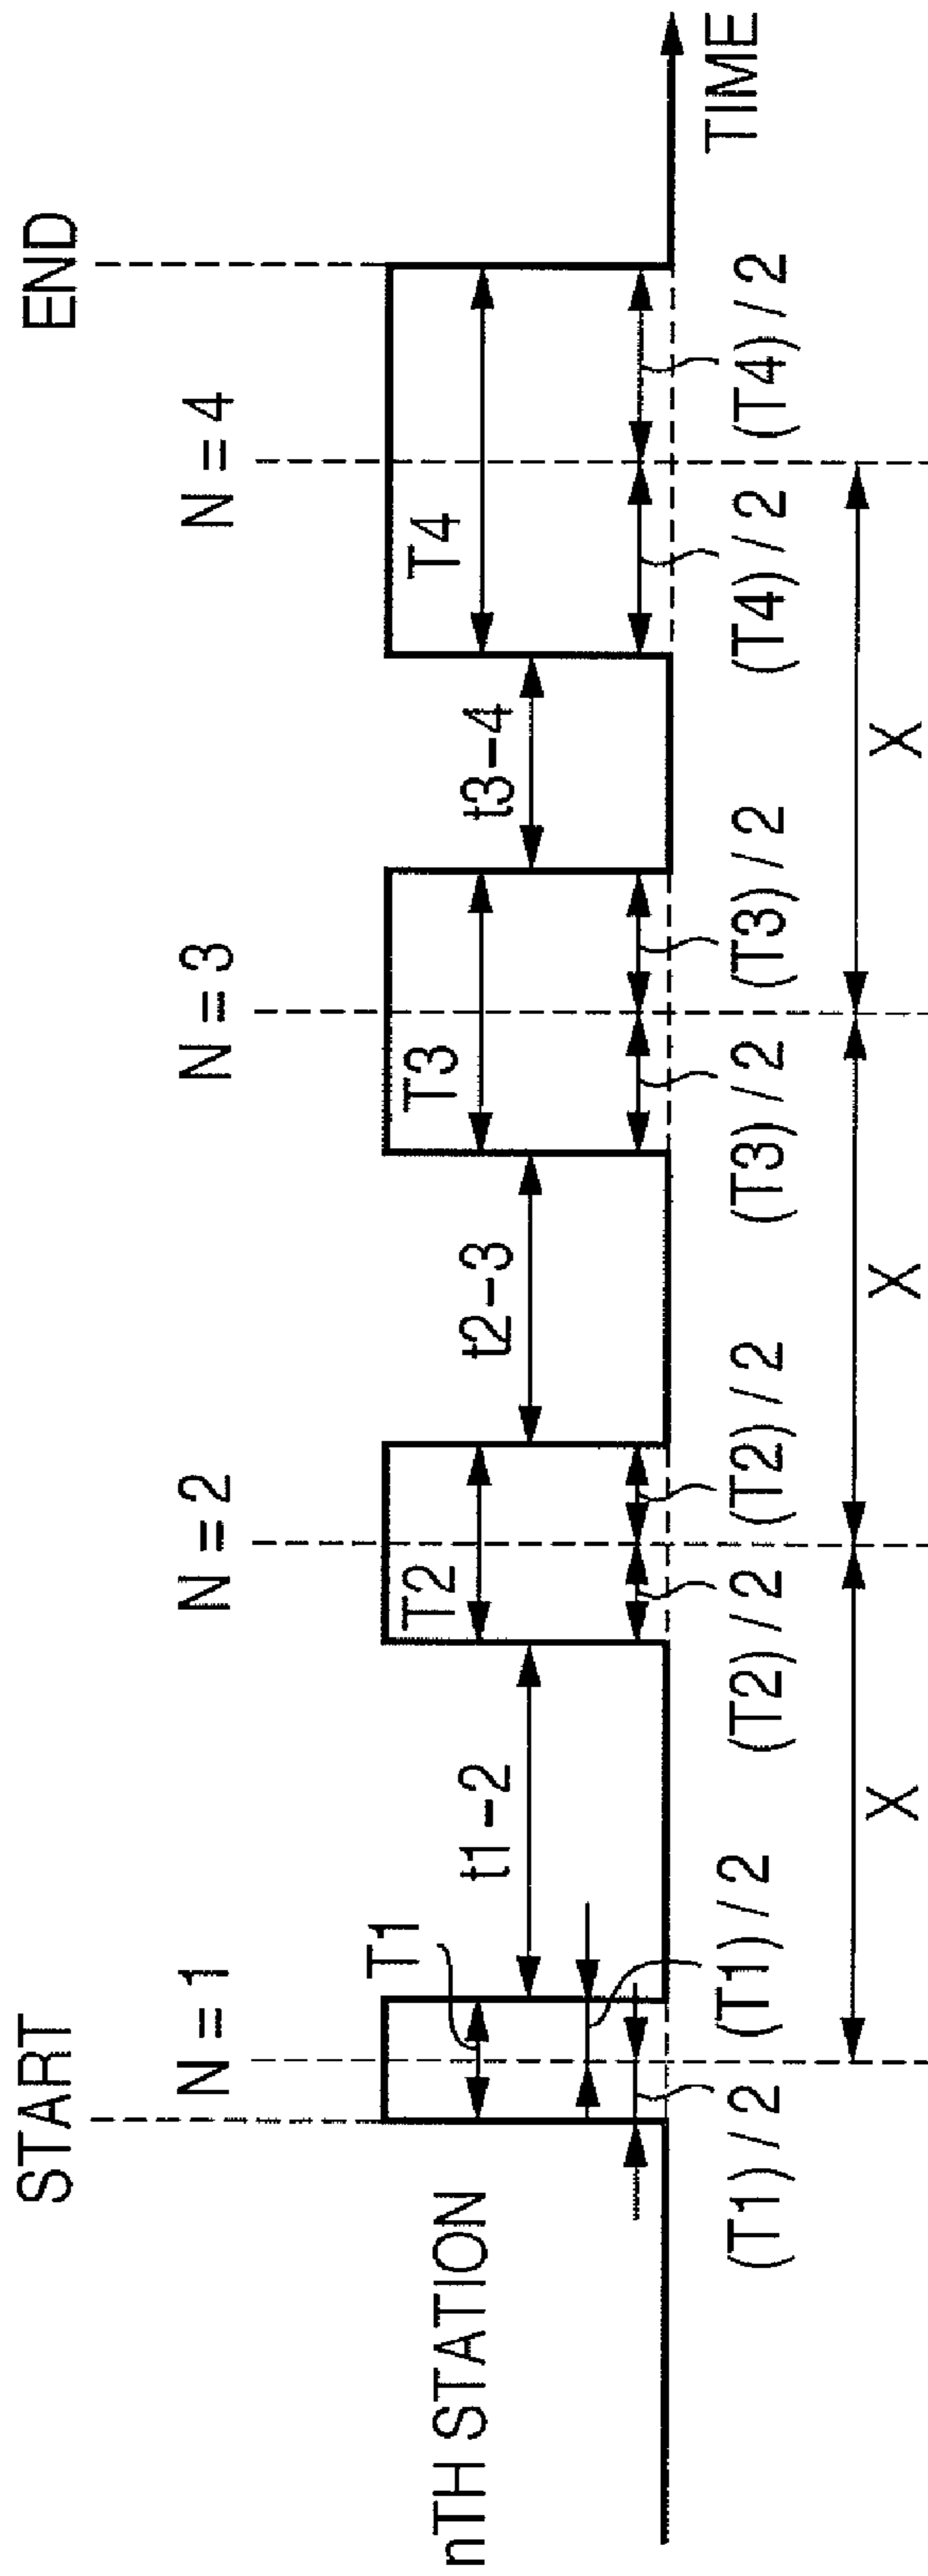 START
END
N = 1
N = 2
N = 3
N = 4
nTH STATION
T1
t1-2
T2
t2-3
T3
t3-4
T4
TIME
(T1) / 2
(T1) / 2
(T2) / 2
(T2) / 2
(T3) / 2
(T3) / 2
(T4) / 2
(T4) / 2
X
X
X